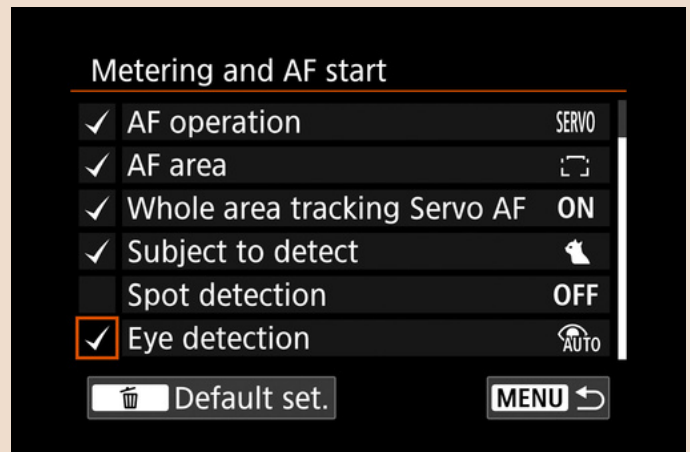 Metering and AF start
AF operation SERVO
AF area
Whole area tracking Servo AF ON
Subject to detect
Spot detection OFF
Eye detection AUTO
Default set. MENU